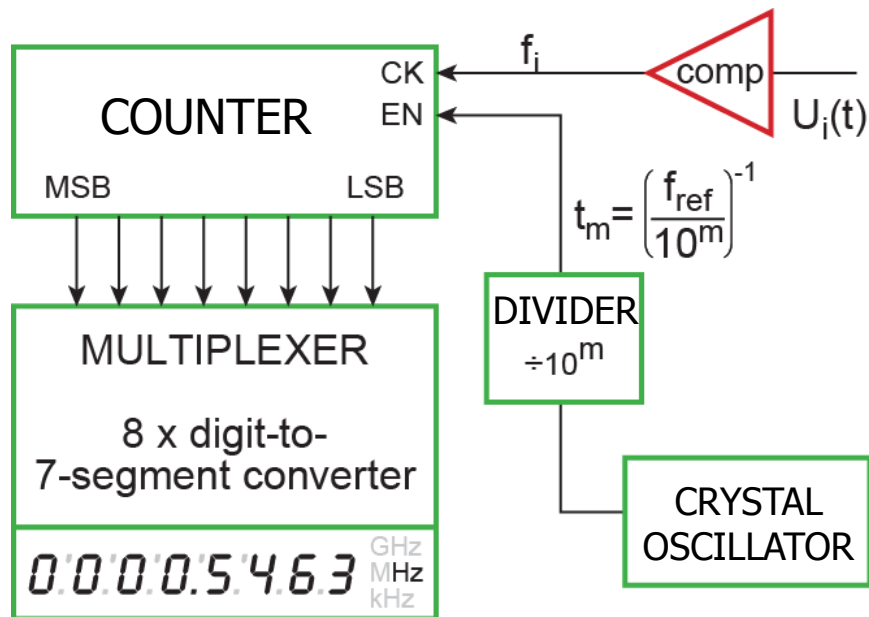 COUNTER
CK
EN
MSB
LSB
f_i
comp
U_i(t)
t_m = (f_ref / 10^m)^-1
DIVIDER
÷10^m
MULTIPLEXER
8 x digit-to-
7-segment converter
0.0.0.0.5.4.6.3
GHz
MHz
kHz
CRYSTAL
OSCILLATOR